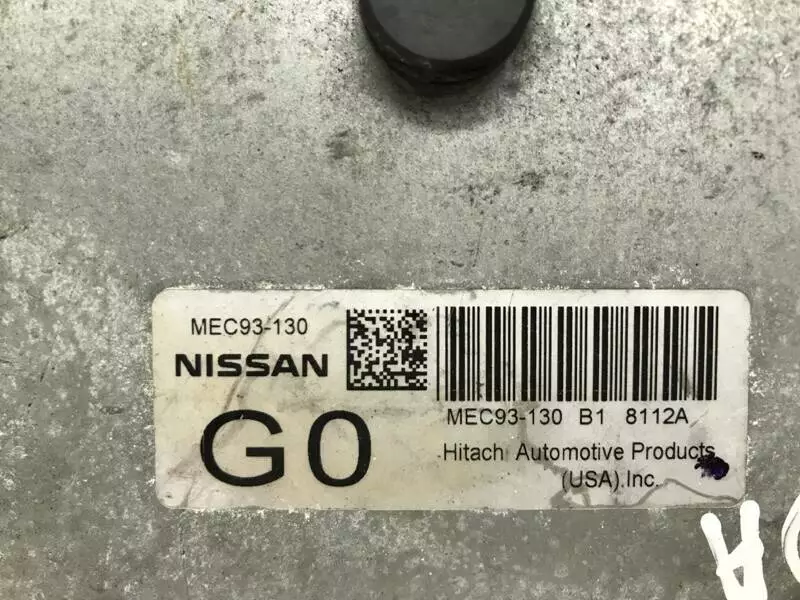 MEC93-130
NISSAN
G0
MEC93-130 B1 8112A
Hitachi Automotive Products
(USA),Inc.
A